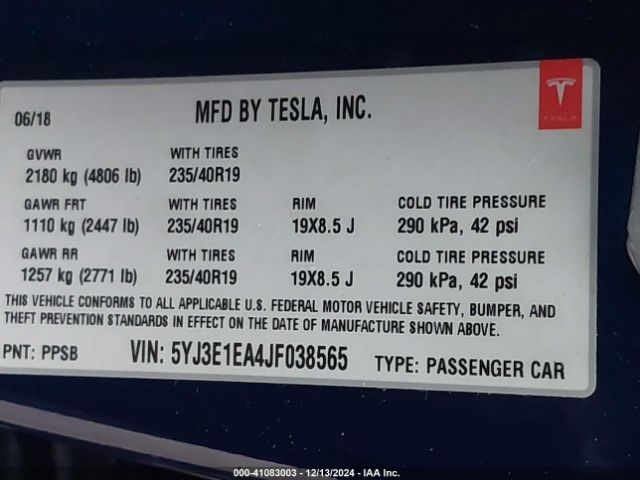 06/18
MFD BY TESLA, INC.
TESLA
GVWR WITH TIRES
2180 kg (4806 lb) 235/40R19
GAWR FRT WITH TIRES RIM COLD TIRE PRESSURE
1110 kg (2447 lb) 235/40R19 19X8.5 J 290 kPa, 42 psi
GAWR RR WITH TIRES RIM COLD TIRE PRESSURE
1257 kg (2771 lb) 235/40R19 19X8.5 J 290 kPa, 42 psi
THIS VEHICLE CONFORMS TO ALL APPLICABLE U.S. FEDERAL MOTOR VEHICLE SAFETY, BUMPER, AND
THEFT PREVENTION STANDARDS IN EFFECT ON THE DATE OF MANUFACTURE SHOWN ABOVE.
PNT: PPSB VIN: 5YJ3E1EA4JF038565 TYPE: PASSENGER CAR
000-41083003 - 12/13/2024 - IAA Inc.